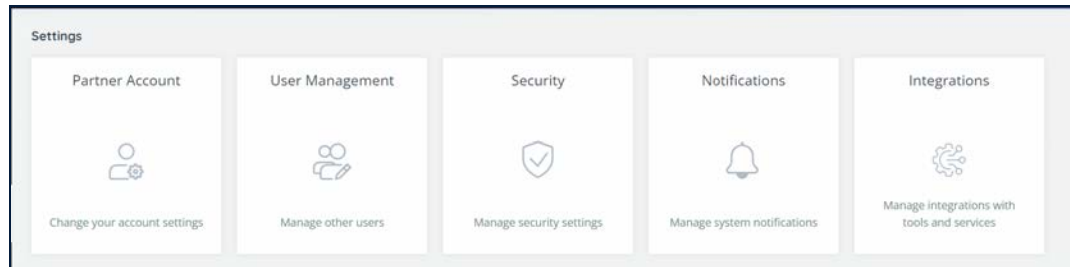 Settings
Partner Account
User Management
Security
Notifications
Integrations
Change your account settings
Manage other users
Manage security settings
Manage system notifications
Manage integrations with
tools and services